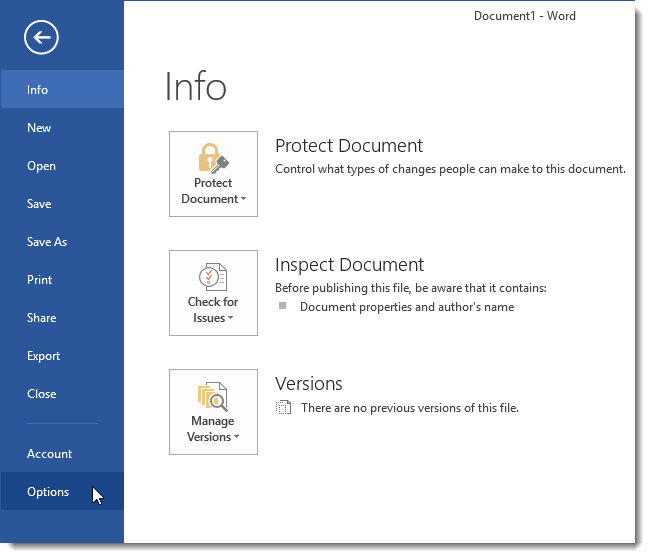 Document1 - Word
Info
New
Open
Save
Save As
Print
Share
Export
Close
Account
Options
Info
Protect
Document
Protect Document
Control what types of changes people can make to this document.
Check for
Issues
Inspect Document
Before publishing this file, be aware that it contains:
Document properties and author's name
Manage
Versions
Versions
There are no previous versions of this file.